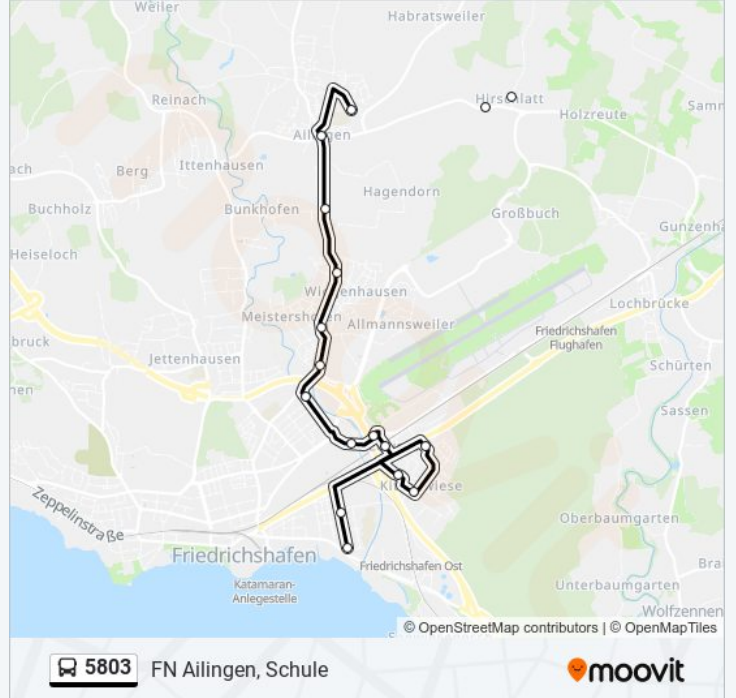 Weiler
Habratsweiler
Reinach
Hirschlatt
Holzreute
Samm
Ailingen
Ittenhausen
ach
Berg
Hagendorn
Buchholz
Bunkhofen
Großbuch
Gunzenha
Heiseloch
Wiggenhausen
Lochbrücke
Meistershofen
Allmannsweiler
Friedrichshafen
Flughafen
bruck
Jettenhausen
Schürten
nen
Sassen
Zeppelinstraße
Oberbaumgarten
Friedrichshafen
Friedrichshafen Ost
Bra
Katamaran-
Anlegestelle
Unterbaumgarten
Wolfzennen
© OpenStreetMap contributors | © OpenMapTiles
5803 FN Ailingen, Schule
moovit